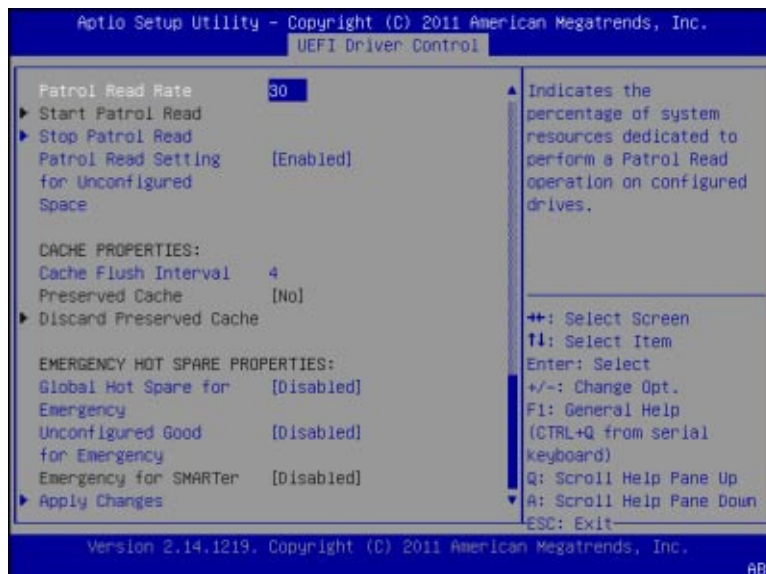 Aptio Setup Utility – Copyright (C) 2011 American Megatrends, Inc.
UEFI Driver Control
Patrol Read Rate 30
Start Patrol Read
Stop Patrol Read
Patrol Read Setting [Enabled]
for Unconfigured
Space
CACHE PROPERTIES:
Cache Flush Interval 4
Preserved Cache [No]
Discard Preserved Cache
EMERGENCY HOT SPARE PROPERTIES:
Global Hot Spare for [Disabled]
Emergency
Unconfigured Good [Disabled]
for Emergency
Emergency for SMARTer [Disabled]
Apply Changes
Indicates the
percentage of system
resources dedicated to
perform a Patrol Read
operation on configured
drives.
→←: Select Screen
↑↓: Select Item
Enter: Select
+/-: Change Opt.
F1: General Help
(CTRL+Q from serial
keyboard)
Q: Scroll Help Pane Up
A: Scroll Help Pane Down
ESC: Exit
Version 2.14.1219. Copyright (C) 2011 American Megatrends, Inc.
AB